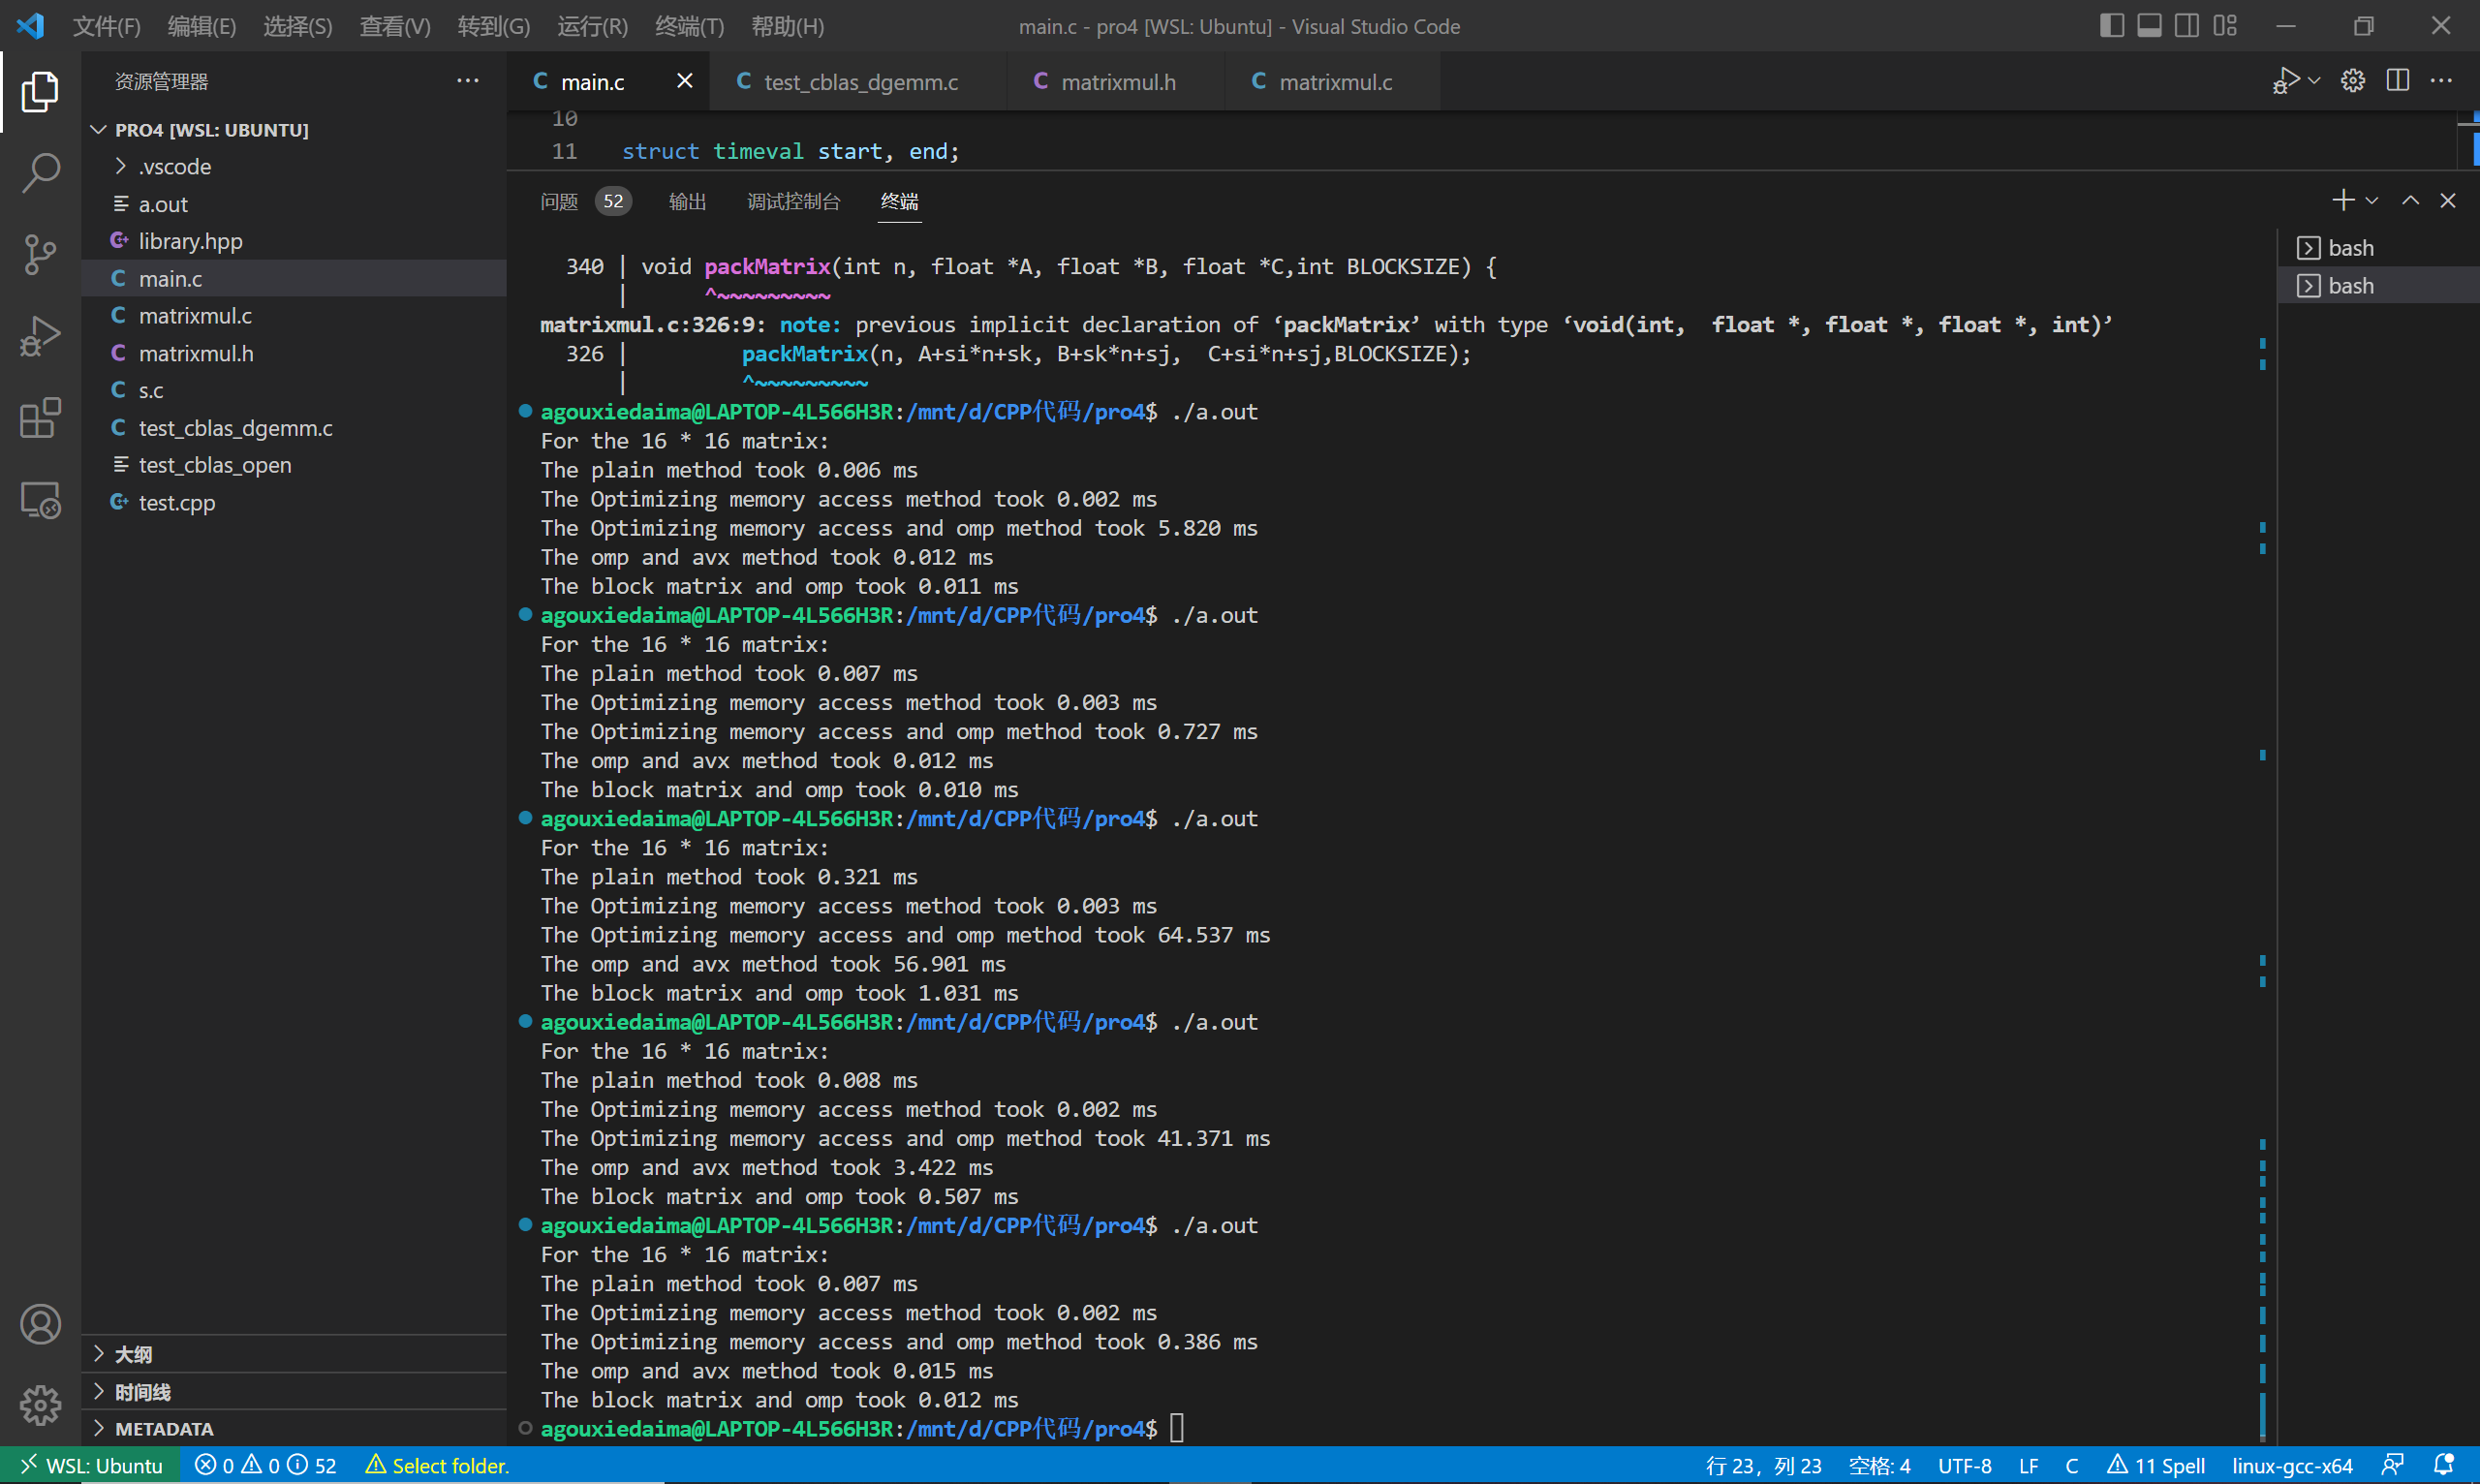 文件(F) 编辑(E) 选择(S) 查看(V) 转到(G) 运行(R) 终端(T) 帮助(H) main.c - pro4 [WSL: Ubuntu] - Visual Studio Code
资源管理器
PRO4 [WSL: UBUNTU]
.vscode
a.out
library.hpp
main.c
matrixmul.c
matrixmul.h
s.c
test_cblas_dgemm.c
test_cblas_open
test.cpp
大纲
时间线
METADATA
main.c test_cblas_dgemm.c matrixmul.h matrixmul.c
10
11 struct timeval start, end;
问题 52 输出 调试控制台 终端
bash
bash
340 | void packMatrix(int n, float *A, float *B, float *C,int BLOCKSIZE) {
| ^~~~~~~~~~
matrixmul.c:326:9: note: previous implicit declaration of ‘packMatrix’ with type ‘void(int,  float *, float *, float *, int)’
326 | packMatrix(n, A+si*n+sk, B+sk*n+sj,  C+si*n+sj,BLOCKSIZE);
| ^~~~~~~~~~
agouxiedaima@LAPTOP-4L566H3R:/mnt/d/CPP代码/pro4$ ./a.out
For the 16 * 16 matrix:
The plain method took 0.006 ms
The Optimizing memory access method took 0.002 ms
The Optimizing memory access and omp method took 5.820 ms
The omp and avx method took 0.012 ms
The block matrix and omp took 0.011 ms
agouxiedaima@LAPTOP-4L566H3R:/mnt/d/CPP代码/pro4$ ./a.out
For the 16 * 16 matrix:
The plain method took 0.007 ms
The Optimizing memory access method took 0.003 ms
The Optimizing memory access and omp method took 0.727 ms
The omp and avx method took 0.012 ms
The block matrix and omp took 0.010 ms
agouxiedaima@LAPTOP-4L566H3R:/mnt/d/CPP代码/pro4$ ./a.out
For the 16 * 16 matrix:
The plain method took 0.321 ms
The Optimizing memory access method took 0.003 ms
The Optimizing memory access and omp method took 64.537 ms
The omp and avx method took 56.901 ms
The block matrix and omp took 1.031 ms
agouxiedaima@LAPTOP-4L566H3R:/mnt/d/CPP代码/pro4$ ./a.out
For the 16 * 16 matrix:
The plain method took 0.008 ms
The Optimizing memory access method took 0.002 ms
The Optimizing memory access and omp method took 41.371 ms
The omp and avx method took 3.422 ms
The block matrix and omp took 0.507 ms
agouxiedaima@LAPTOP-4L566H3R:/mnt/d/CPP代码/pro4$ ./a.out
For the 16 * 16 matrix:
The plain method took 0.007 ms
The Optimizing memory access method took 0.002 ms
The Optimizing memory access and omp method took 0.386 ms
The omp and avx method took 0.015 ms
The block matrix and omp took 0.012 ms
agouxiedaima@LAPTOP-4L566H3R:/mnt/d/CPP代码/pro4$
WSL: Ubuntu 0 0 52 Select folder. 行 23，列 23 空格: 4 UTF-8 LF C 11 Spell linux-gcc-x64